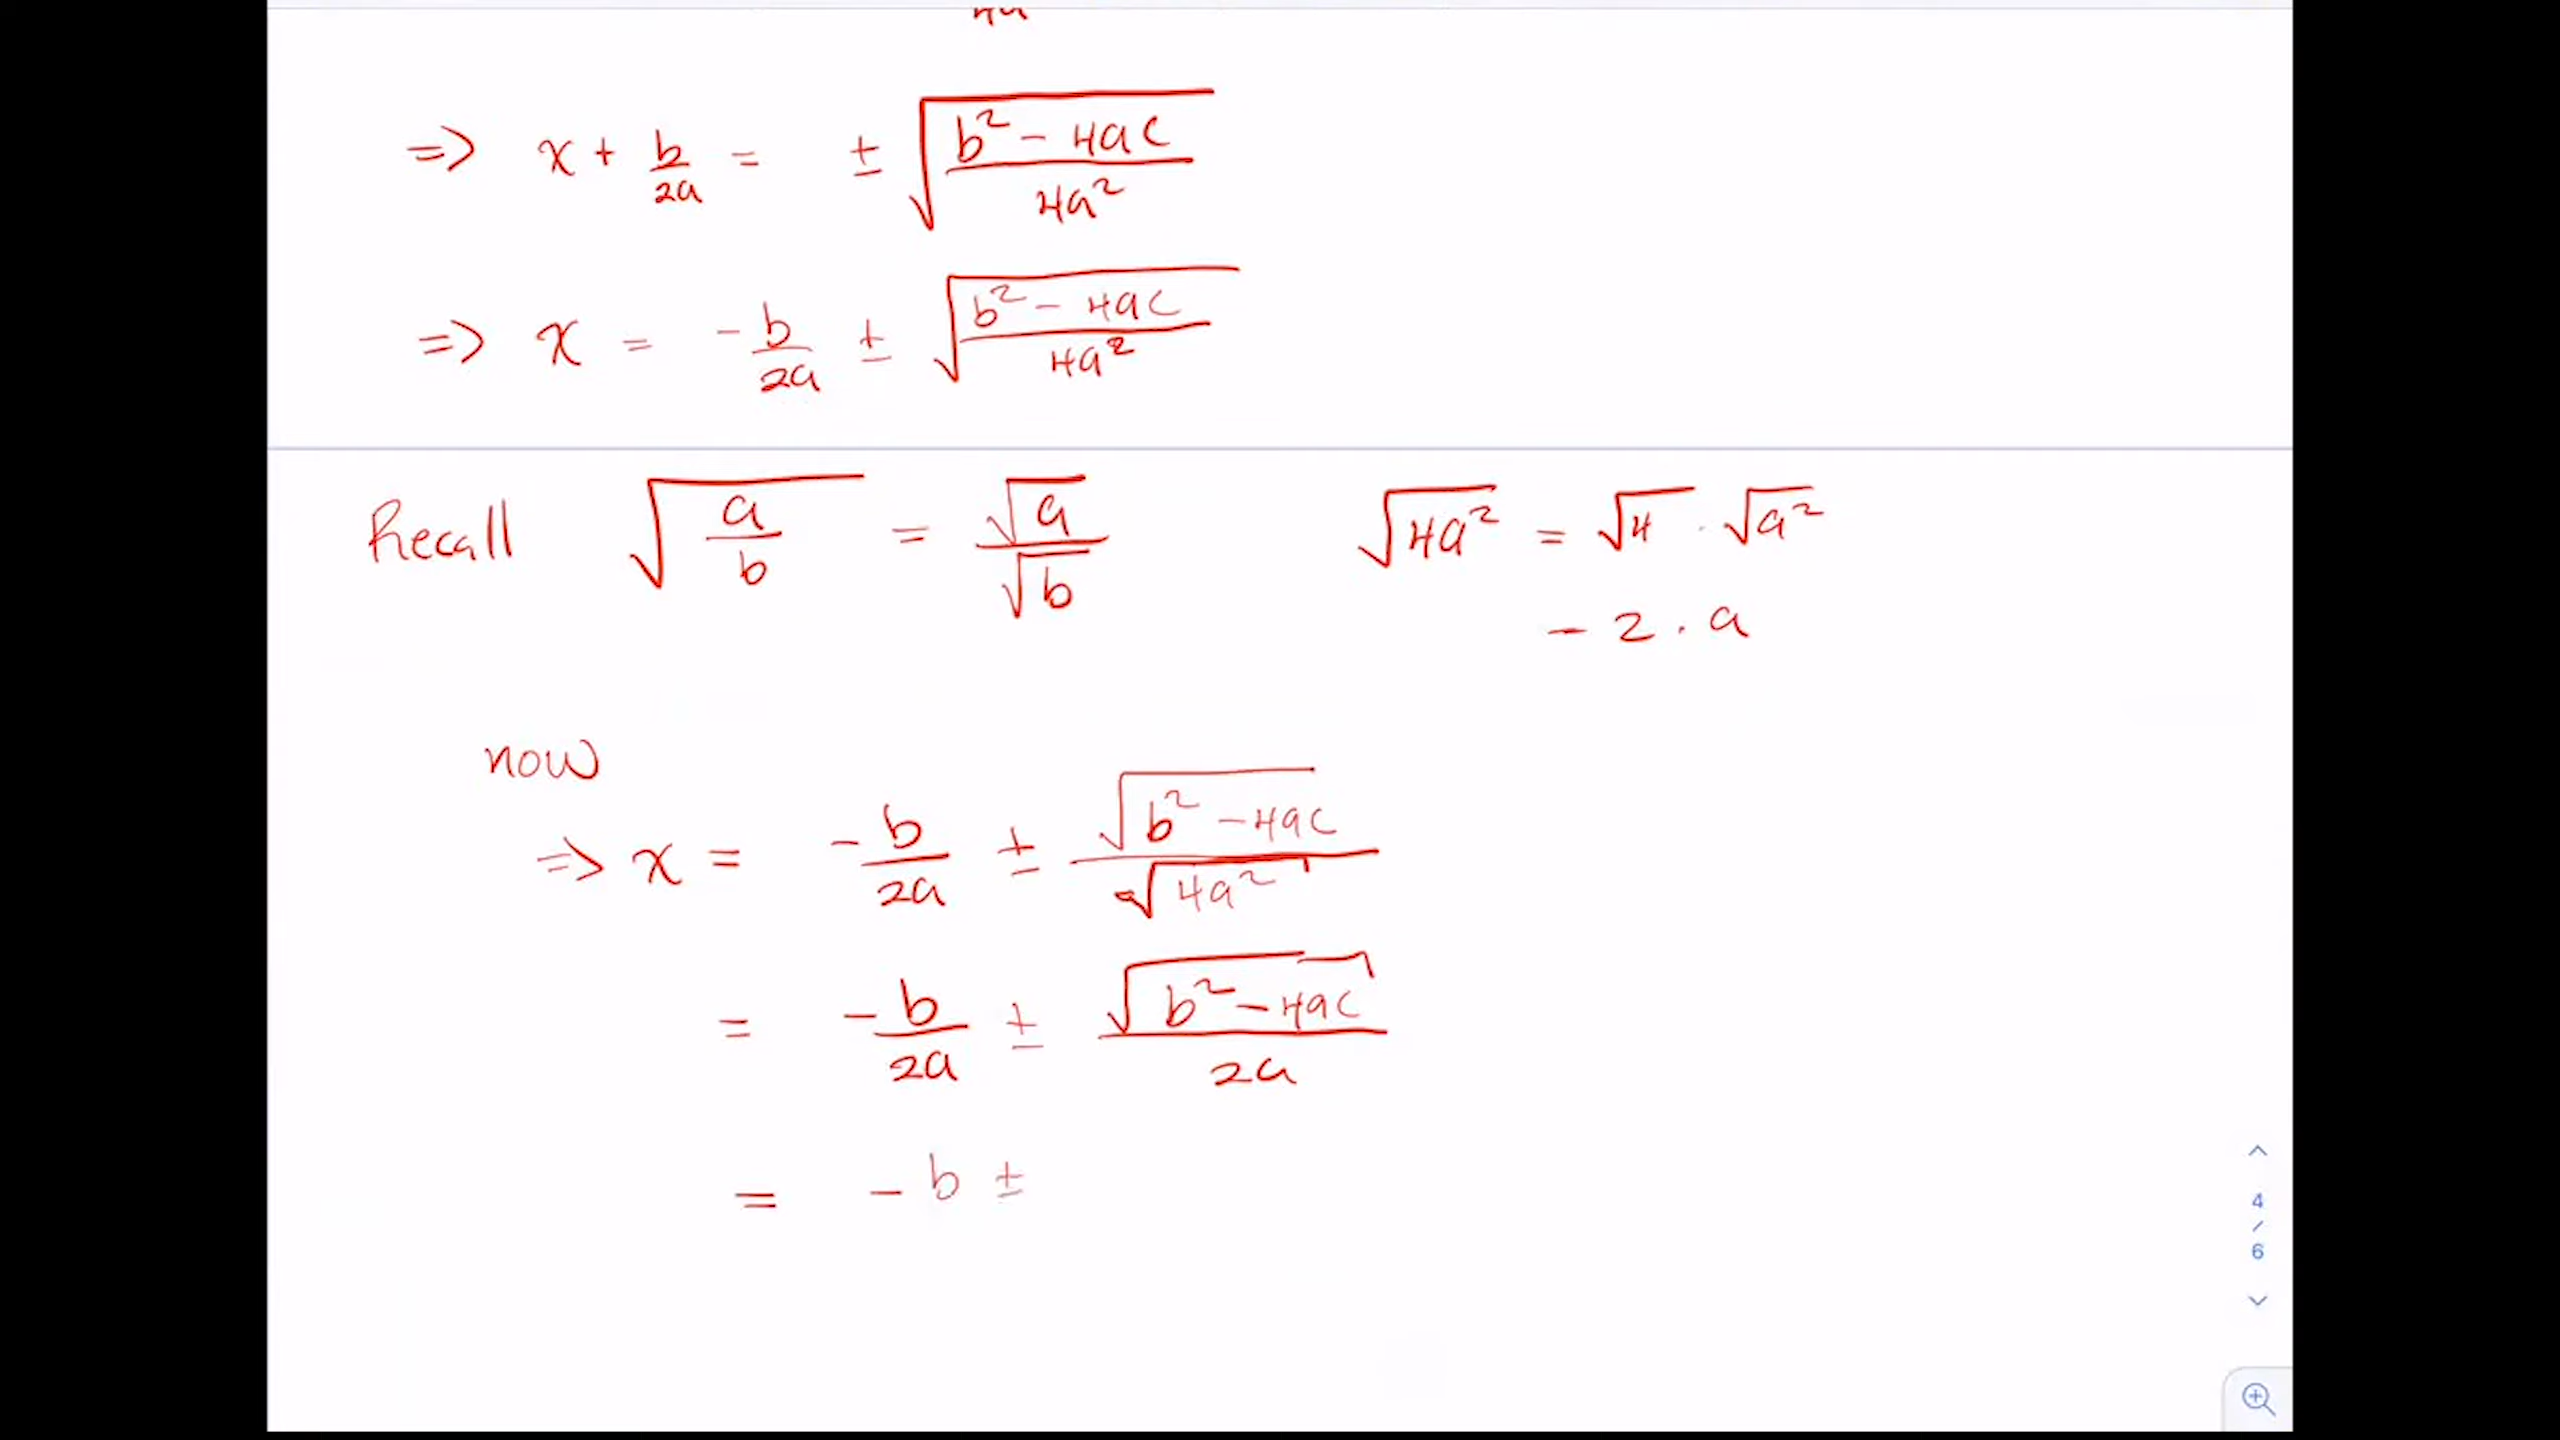 => x + b/2a = ± √((b² - 4ac)/(4a²))
=> x = -b/2a ± √((b² - 4ac)/(4a²))
Recall √(a/b) = √a/√b
√(4a²) = √4 · √(a²)
- 2 · a
now
=> x = -b/2a ± √(b² - 4ac)/√(4a²)
= -b/2a ± √(b² - 4ac)/2a
= -b ±
4
/
6